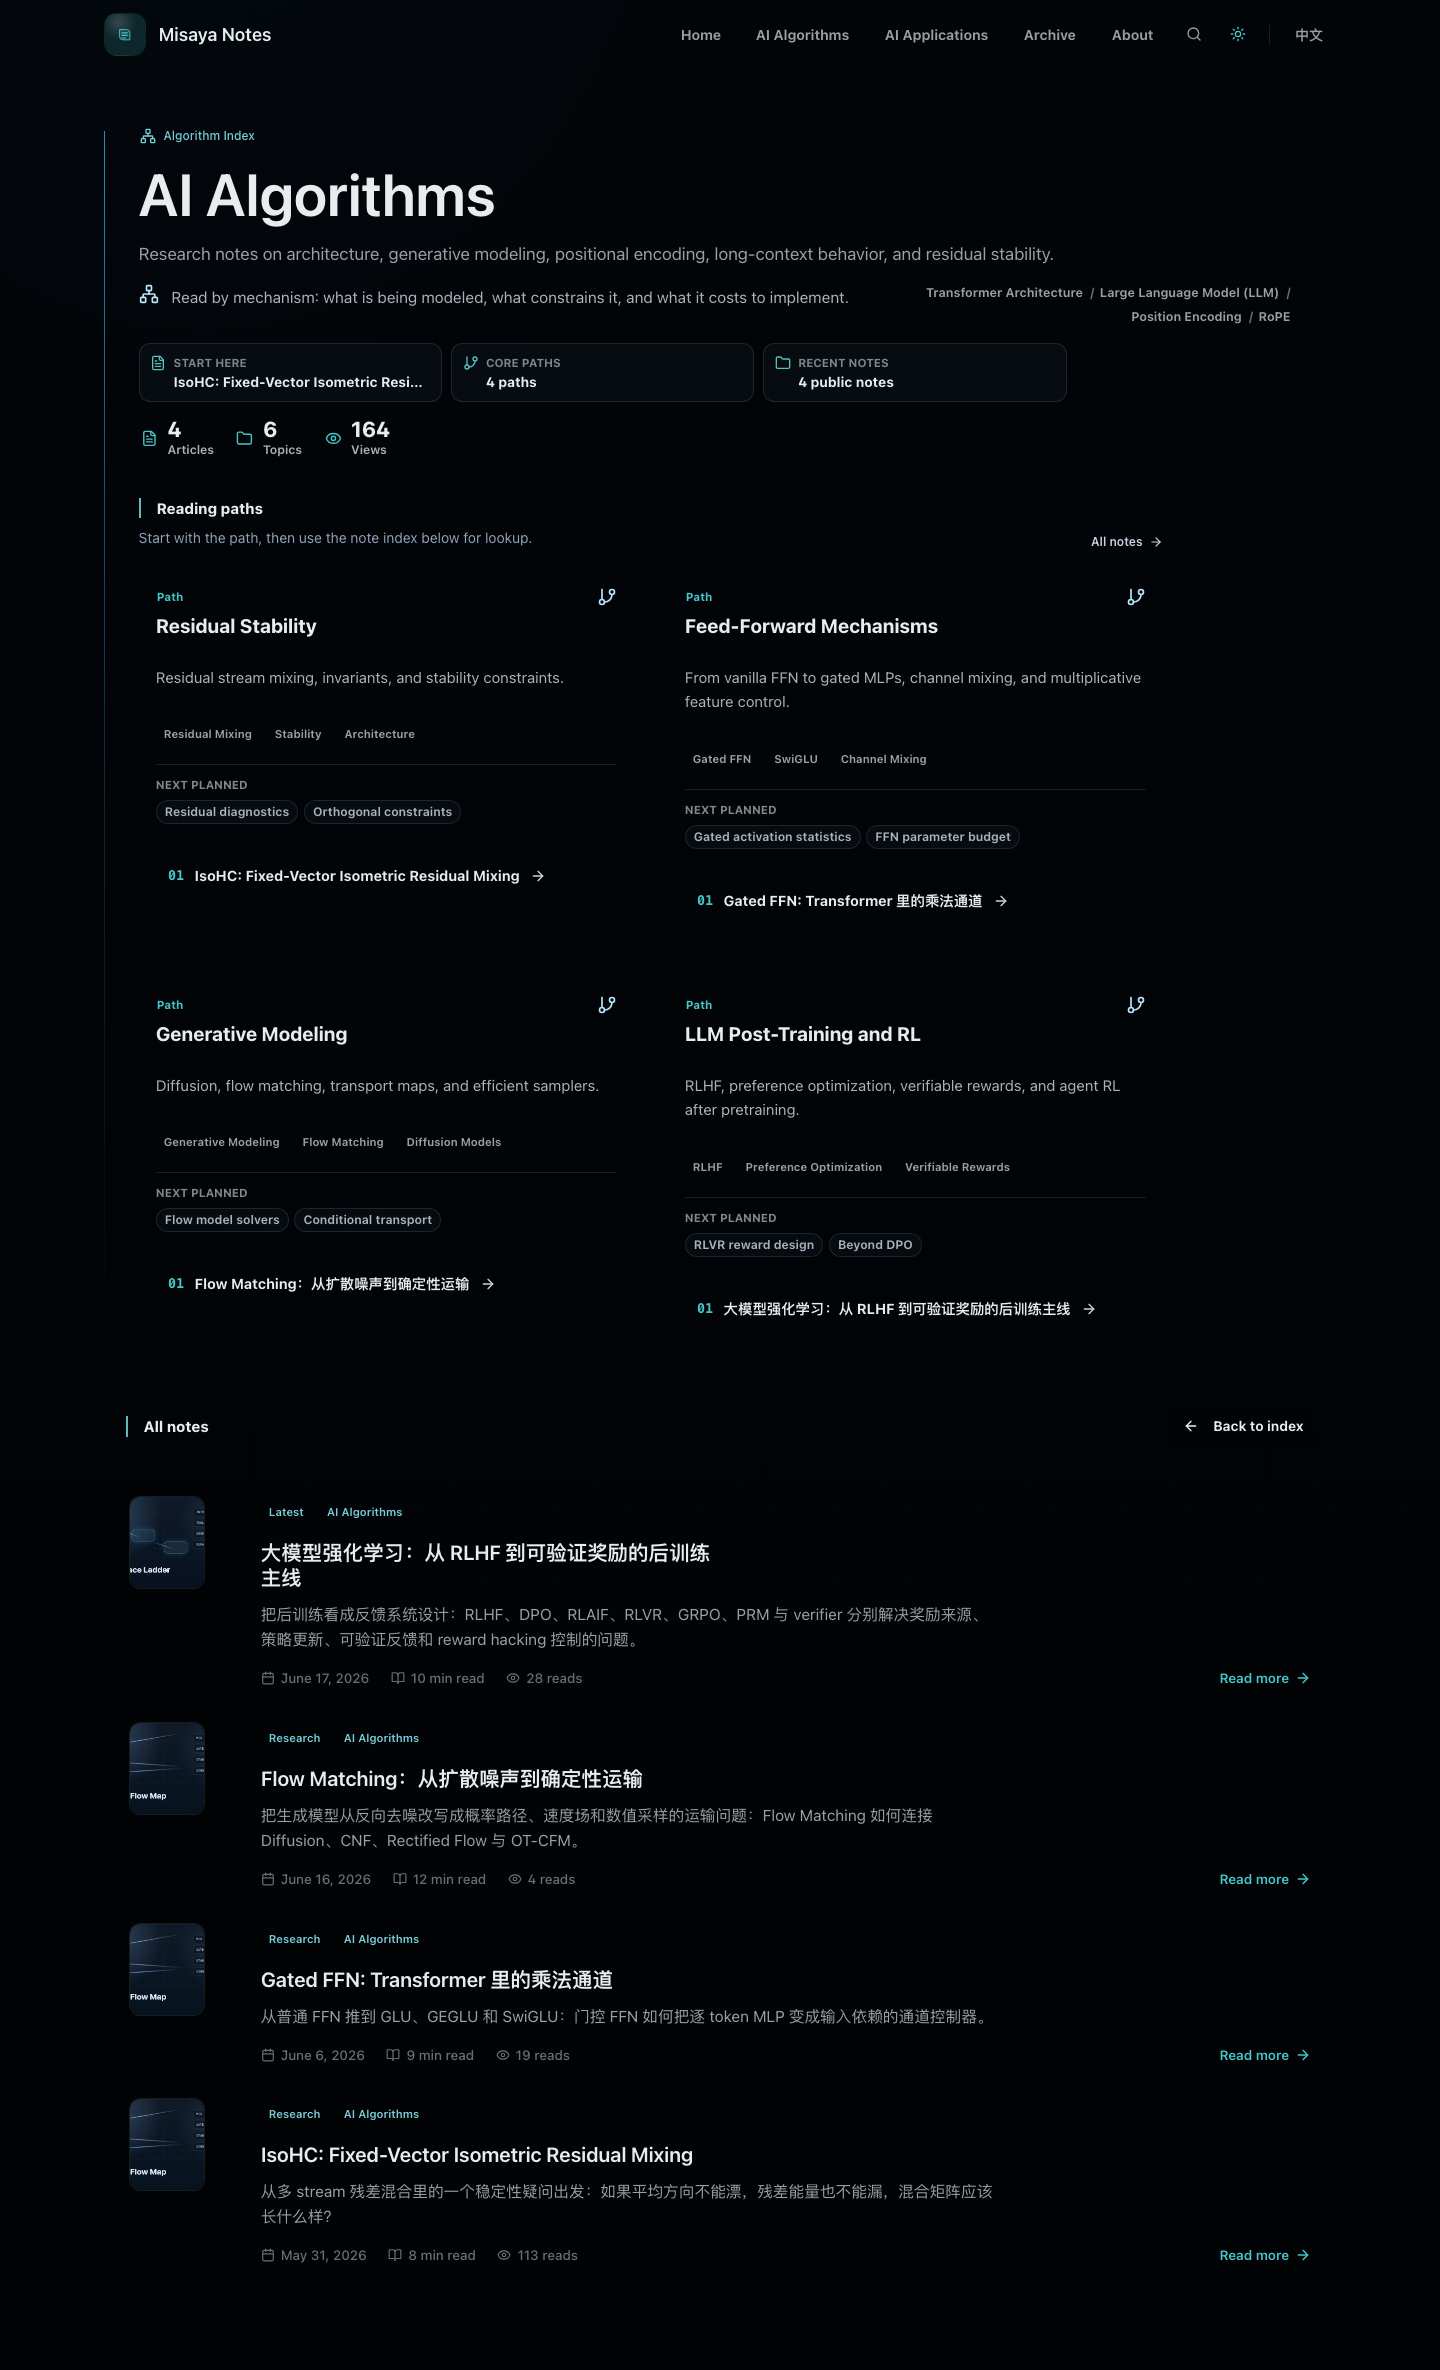 Misaya Notes
Home
AI Algorithms
AI Applications
Archive
About
中文
Algorithm Index
AI Algorithms
Research notes on architecture, generative modeling, positional encoding, long-context behavior, and residual stability.
Read by mechanism: what is being modeled, what constrains it, and what it costs to implement.
Transformer Architecture / Large Language Model (LLM) /
Position Encoding / RoPE
START HERE
IsoHC: Fixed-Vector Isometric Resi...
CORE PATHS
4 paths
RECENT NOTES
4 public notes
4
Articles
6
Topics
164
Views
Reading paths
Start with the path, then use the note index below for lookup.
All notes
Path
Residual Stability
Residual stream mixing, invariants, and stability constraints.
Residual Mixing Stability Architecture
NEXT PLANNED
Residual diagnostics Orthogonal constraints
01 IsoHC: Fixed-Vector Isometric Residual Mixing
Path
Feed-Forward Mechanisms
From vanilla FFN to gated MLPs, channel mixing, and multiplicative
feature control.
Gated FFN SwiGLU Channel Mixing
NEXT PLANNED
Gated activation statistics FFN parameter budget
01 Gated FFN: Transformer 里的乘法通道
Path
Generative Modeling
Diffusion, flow matching, transport maps, and efficient samplers.
Generative Modeling Flow Matching Diffusion Models
NEXT PLANNED
Flow model solvers Conditional transport
01 Flow Matching：从扩散噪声到确定性运输
Path
LLM Post-Training and RL
RLHF, preference optimization, verifiable rewards, and agent RL
after pretraining.
RLHF Preference Optimization Verifiable Rewards
NEXT PLANNED
RLVR reward design Beyond DPO
01 大模型强化学习：从 RLHF 到可验证奖励的后训练主线
All notes
Back to index
ace Ladder
Latest AI Algorithms
大模型强化学习：从 RLHF 到可验证奖励的后训练
主线
把后训练看成反馈系统设计：RLHF、DPO、RLAIF、RLVR、GRPO、PRM 与 verifier 分别解决奖励来源、
策略更新、可验证反馈和 reward hacking 控制的问题。
June 17, 2026 10 min read 28 reads
Read more
Flow Map
Research AI Algorithms
Flow Matching：从扩散噪声到确定性运输
把生成模型从反向去噪改写成概率路径、速度场和数值采样的运输问题：Flow Matching 如何连接
Diffusion、CNF、Rectified Flow 与 OT-CFM。
June 16, 2026 12 min read 4 reads
Read more
Flow Map
Research AI Algorithms
Gated FFN: Transformer 里的乘法通道
从普通 FFN 推到 GLU、GEGLU 和 SwiGLU：门控 FFN 如何把逐 token MLP 变成输入依赖的通道控制器。
June 6, 2026 9 min read 19 reads
Read more
Flow Map
Research AI Algorithms
IsoHC: Fixed-Vector Isometric Residual Mixing
从多 stream 残差混合里的一个稳定性疑问出发：如果平均方向不能漂，残差能量也不能漏，混合矩阵应该
长什么样?
May 31, 2026 8 min read 113 reads
Read more